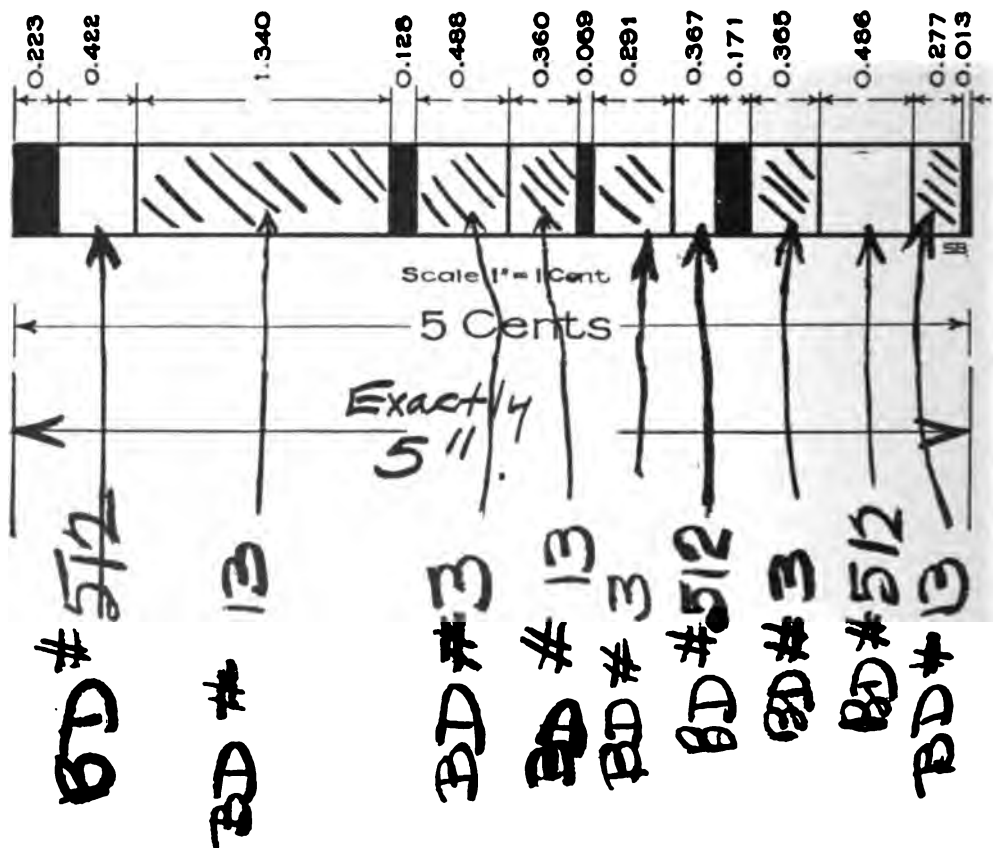 0.223 0.422 1.340 0.128 0.488 0.360 0.069 0.291 0.367 0.171 0.365 0.486 0.277 0.013
SB
Scale 1"=1 Cent
5 Cents
Exactly
5".
BD # 512
BD # 13
BD # 3
BD # 13
BD # 3
BD # 512
BD # 3
BD # 512
BD # 13